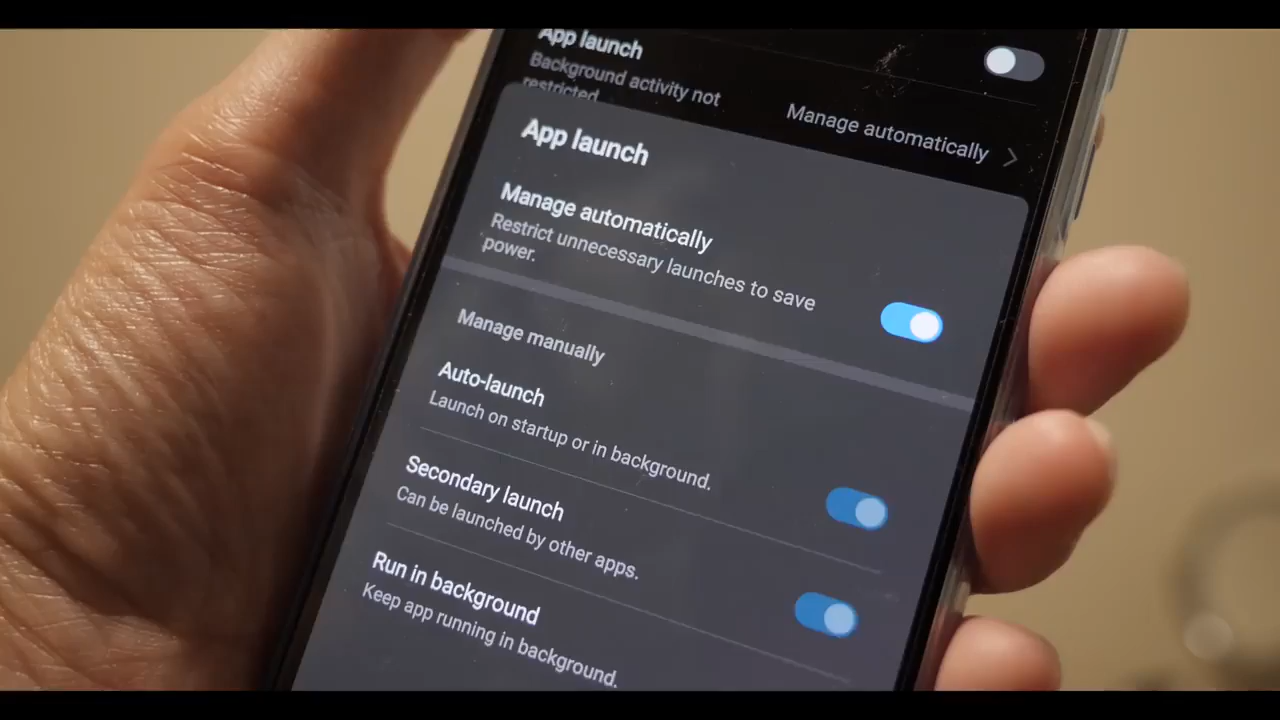 App launch
Background activity not
restricted
Manage automatically
App launch
Manage automatically
Restrict unnecessary launches to save
power.
Manage manually
Auto-launch
Launch on startup or in background.
Secondary launch
Can be launched by other apps.
Run in background
Keep app running in background.